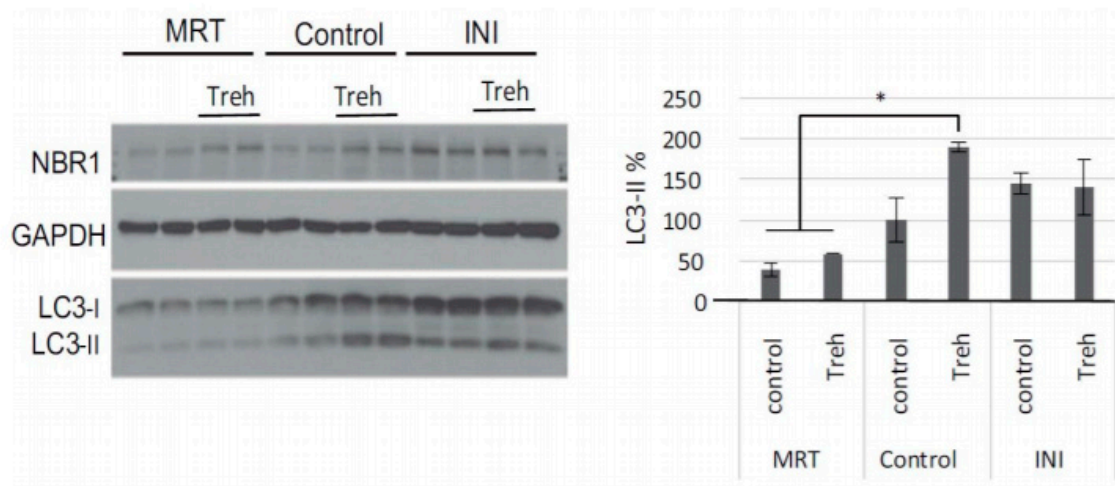 MRT Control INI
Treh Treh Treh
NBR1
GAPDH
LC3-I
LC3-II
*
LC3-II %
250
200
150
100
50
0
control Treh control Treh control Treh
MRT Control INI